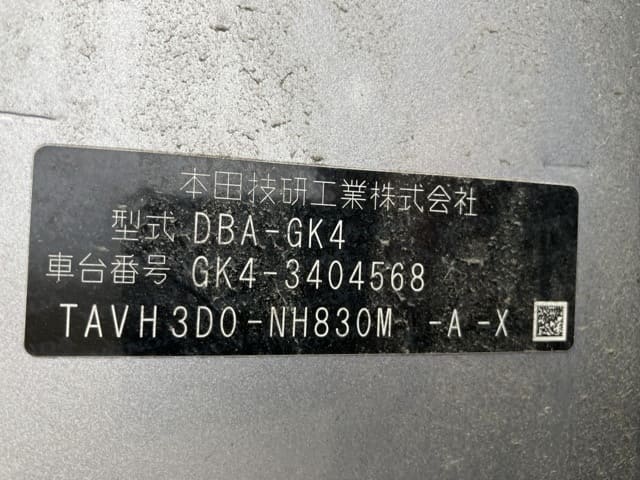 本田技研工業株式会社
型式 DBA-GK4
車台番号 GK4-3404568
TAVH3D0-NH830M -A-X